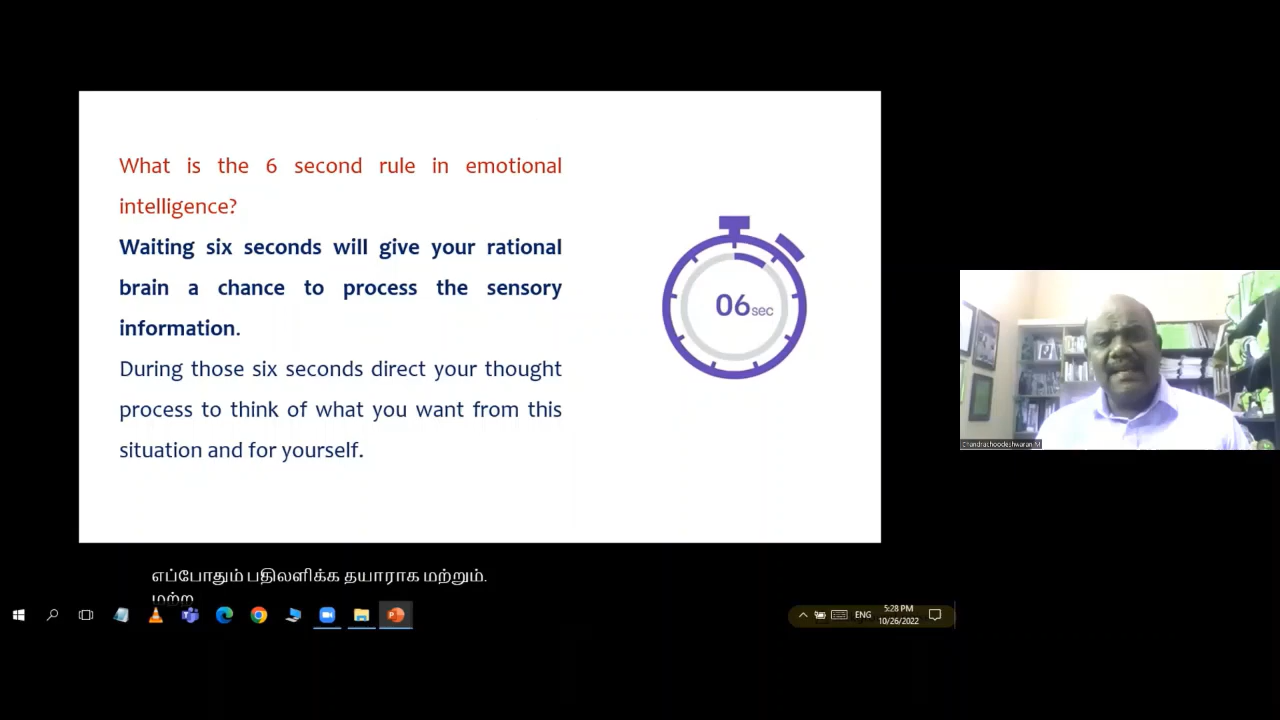 What is the 6 second rule in emotional
intelligence?
Waiting six seconds will give your rational
brain a chance to process the sensory
information.
During those six seconds direct your thought
process to think of what you want from this
situation and for yourself.
06sec
Chandrachoodeshwaran M
எப்போதும் பதிலளிக்க தயாராக மற்றும்.
மற்ற
ENG
5:28 PM
10/26/2022